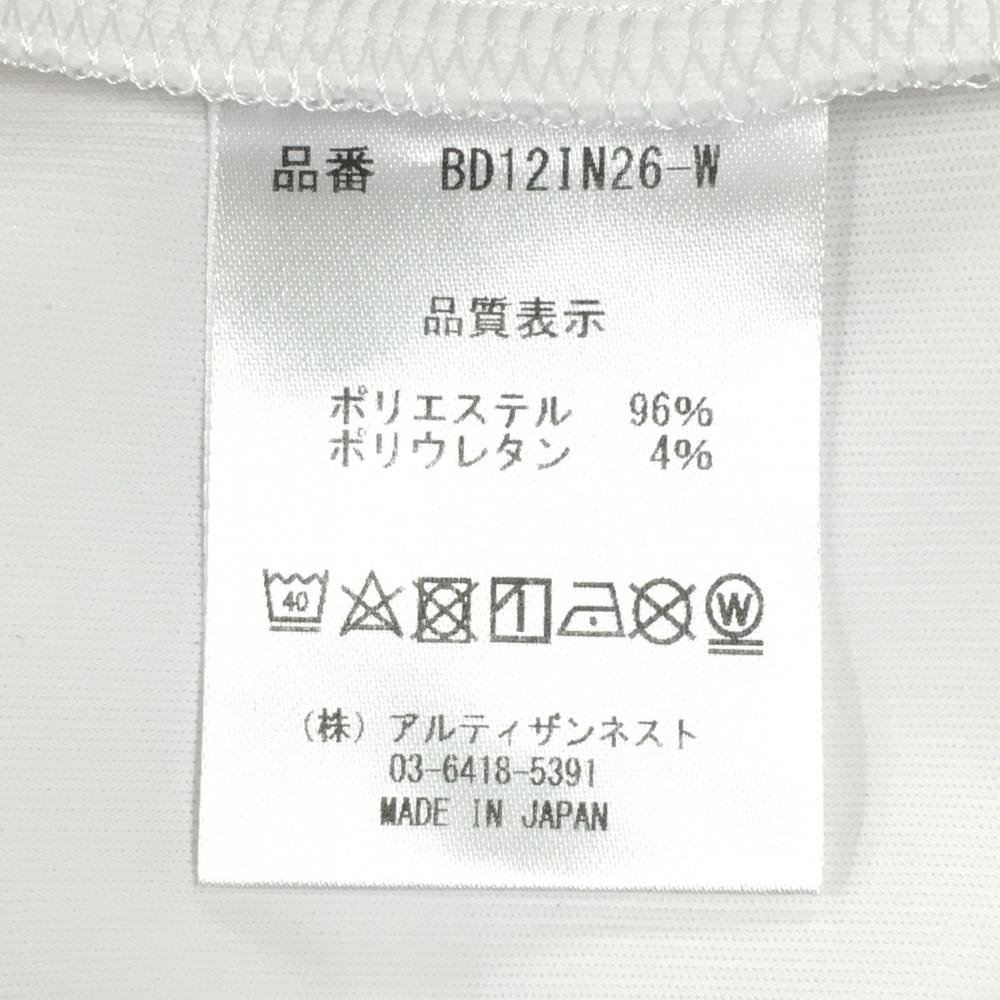 品番 BD12IN26-W
品質表示
ポリエステル 96%
ポリウレタン 4%
40 W
(株)アルティザンネスト
03-6418-5391
MADE IN JAPAN